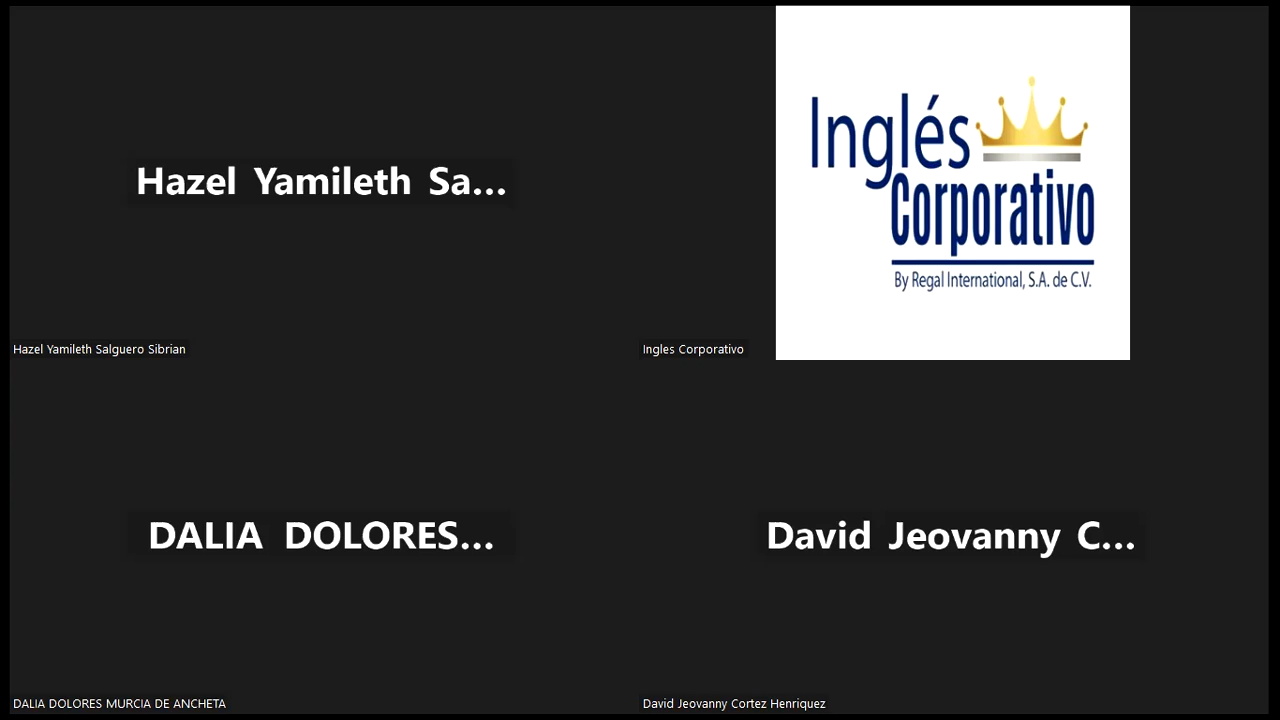 Hazel Yamileth Sa...
Hazel Yamileth Salguero Sibrian
Inglés
Corporativo
By Regal International, S.A. de C.V.
Ingles Corporativo
DALIA DOLORES...
DALIA DOLORES MURCIA DE ANCHETA
David Jeovanny C...
David Jeovanny Cortez Henriquez